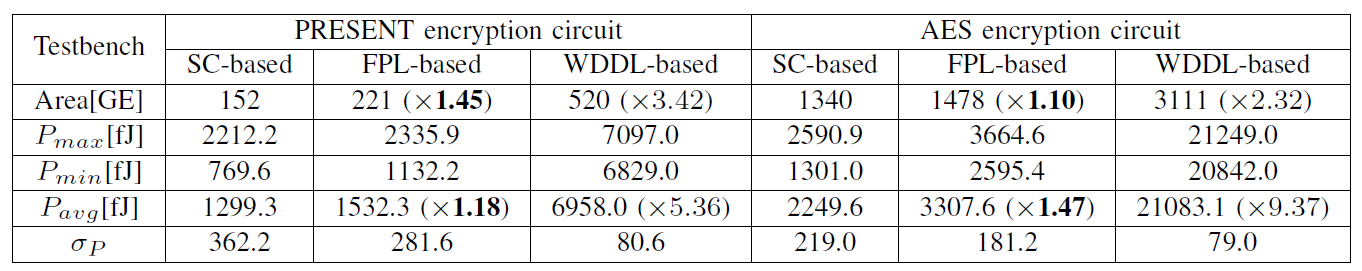 Testbench PRESENT encryption circuit AES encryption circuit
SC-based FPL-based WDDL-based SC-based FPL-based WDDL-based
Area[GE] 152 221 (×1.45) 520 (×3.42) 1340 1478 (×1.10) 3111 (×2.32)
Pmax[fJ] 2212.2 2335.9 7097.0 2590.9 3664.6 21249.0
Pmin[fJ] 769.6 1132.2 6829.0 1301.0 2595.4 20842.0
Pavg[fJ] 1299.3 1532.3 (×1.18) 6958.0 (×5.36) 2249.6 3307.6 (×1.47) 21083.1 (×9.37)
σP 362.2 281.6 80.6 219.0 181.2 79.0